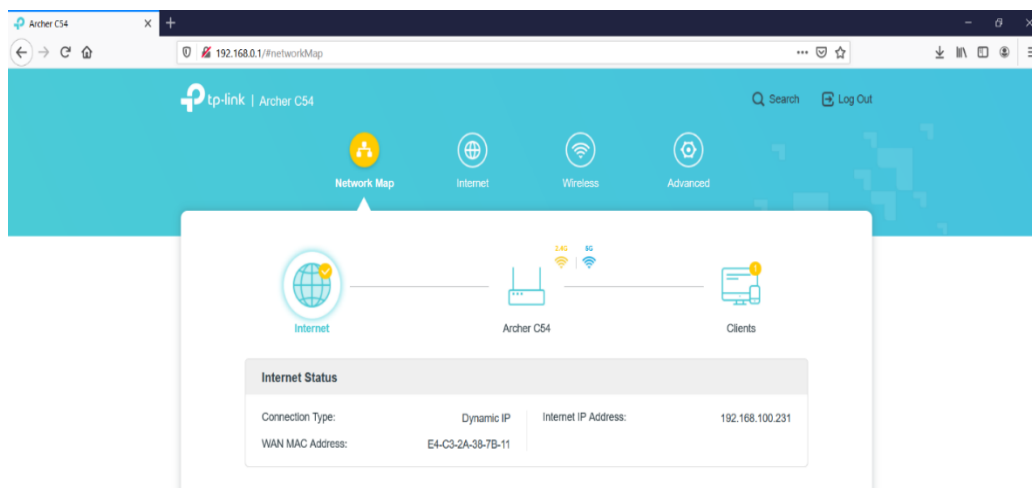 Archer C54
192.168.0.1/#networkMap
tp-link | Archer C54
Search Log Out
Network Map Internet Wireless Advanced
2.4G 5G
Internet Archer C54 Clients
Internet Status
Connection Type: Dynamic IP Internet IP Address: 192.168.100.231
WAN MAC Address: E4-C3-2A-38-7B-11